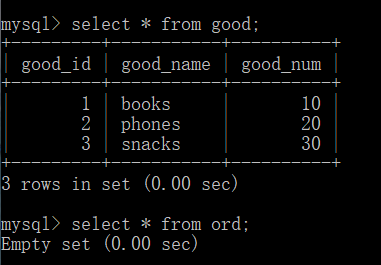 mysql> select * from good;
+---------+-----------+----------+
| good_id | good_name | good_num |
+---------+-----------+----------+
|       1 | books     |       10 |
|       2 | phones    |       20 |
|       3 | snacks    |       30 |
+---------+-----------+----------+
3 rows in set (0.00 sec)
mysql> select * from ord;
Empty set (0.00 sec)